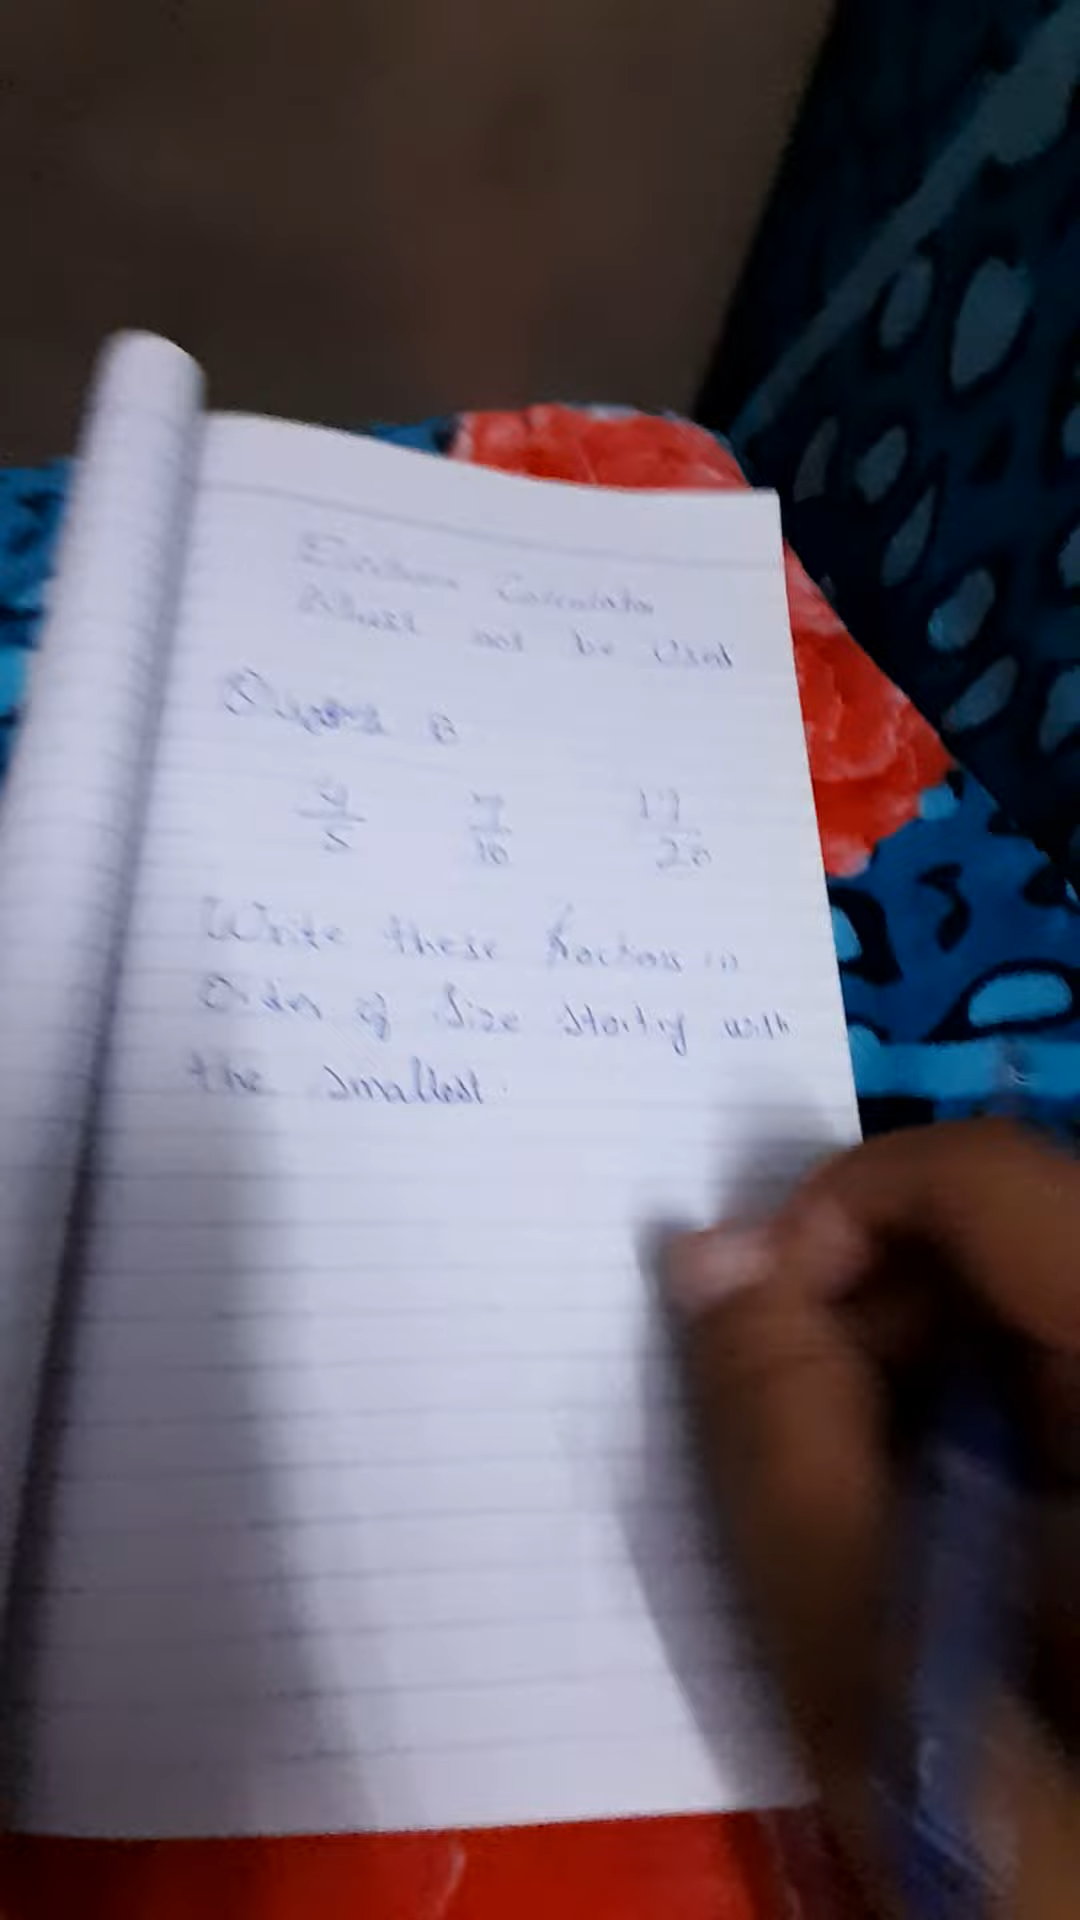 Calculator
Must not be Used
4 7 17
5 10 20
Write these fractions in
Order of Size starting with
the smallest.